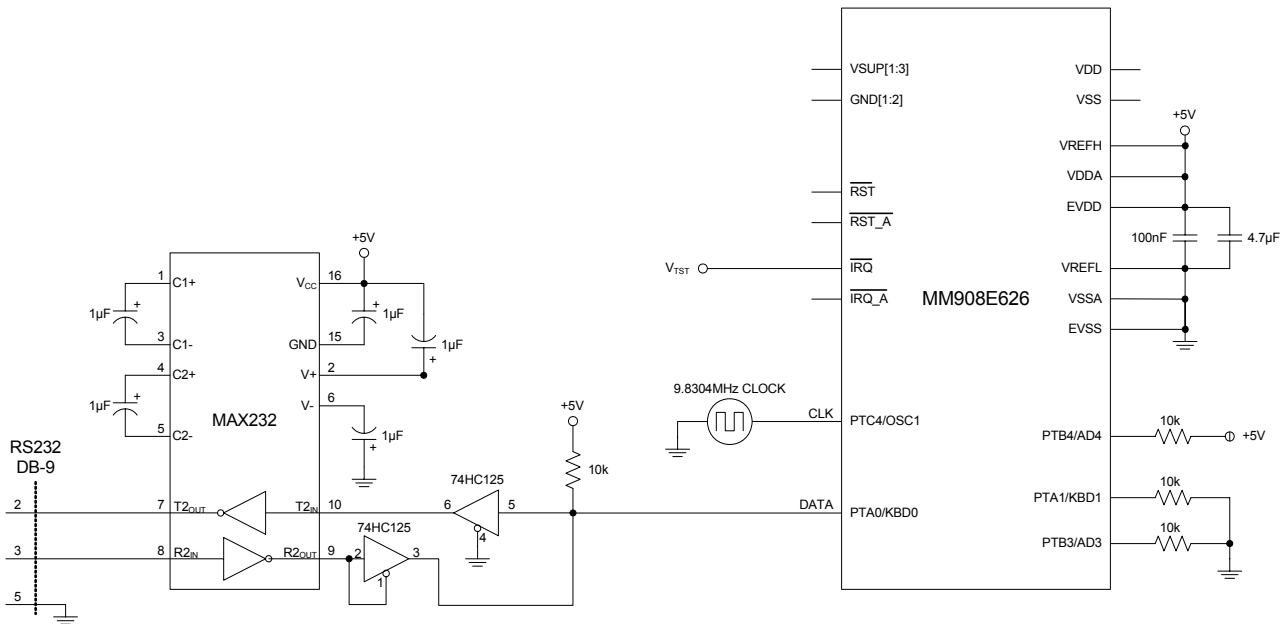 VSUP[1:3]
GND[1:2]
RST
RST_A
IRQ
IRQ_A
VTST
MM908E626
VDD
VSS
+5V
VREFH
VDDA
EVDD
100nF
4.7µF
VREFL
VSSA
EVSS
9.8304MHz CLOCK
CLK
PTC4/OSC1
DATA
PTA0/KBD0
PTB4/AD4
10k
+5V
PTA1/KBD1
10k
PTB3/AD3
10k
+5V
1
C1+
VCC
16
1µF
+
+
1µF
3
C1-
GND
15
1µF
+
4
C2+
V+
2
1µF
+
V-
6
MAX232
1µF
+
5
C2-
+5V
10k
RS232
DB-9
74HC125
2
7
T2OUT
T2IN
10
6
5
4
74HC125
3
8
R2IN
R2OUT
9
2
3
1
5